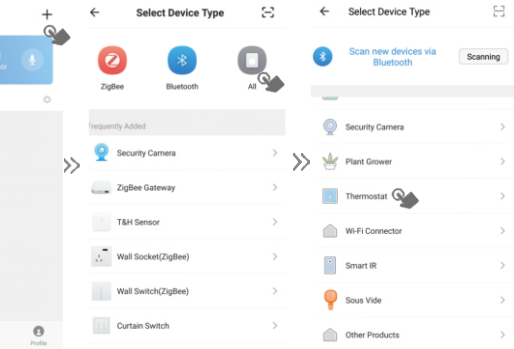 Profile
Select Device Type
ZigBee
Bluetooth
All
Frequently Added
Security Camera
ZigBee Gateway
T&H Sensor
Wall Socket(ZigBee)
Wall Switch(ZigBee)
Curtain Switch
Select Device Type
Scan new devices via
Bluetooth
Scanning
Security Camera
Plant Grower
Thermostat
Wi-Fi Connector
Smart IR
Sous Vide
Other Products